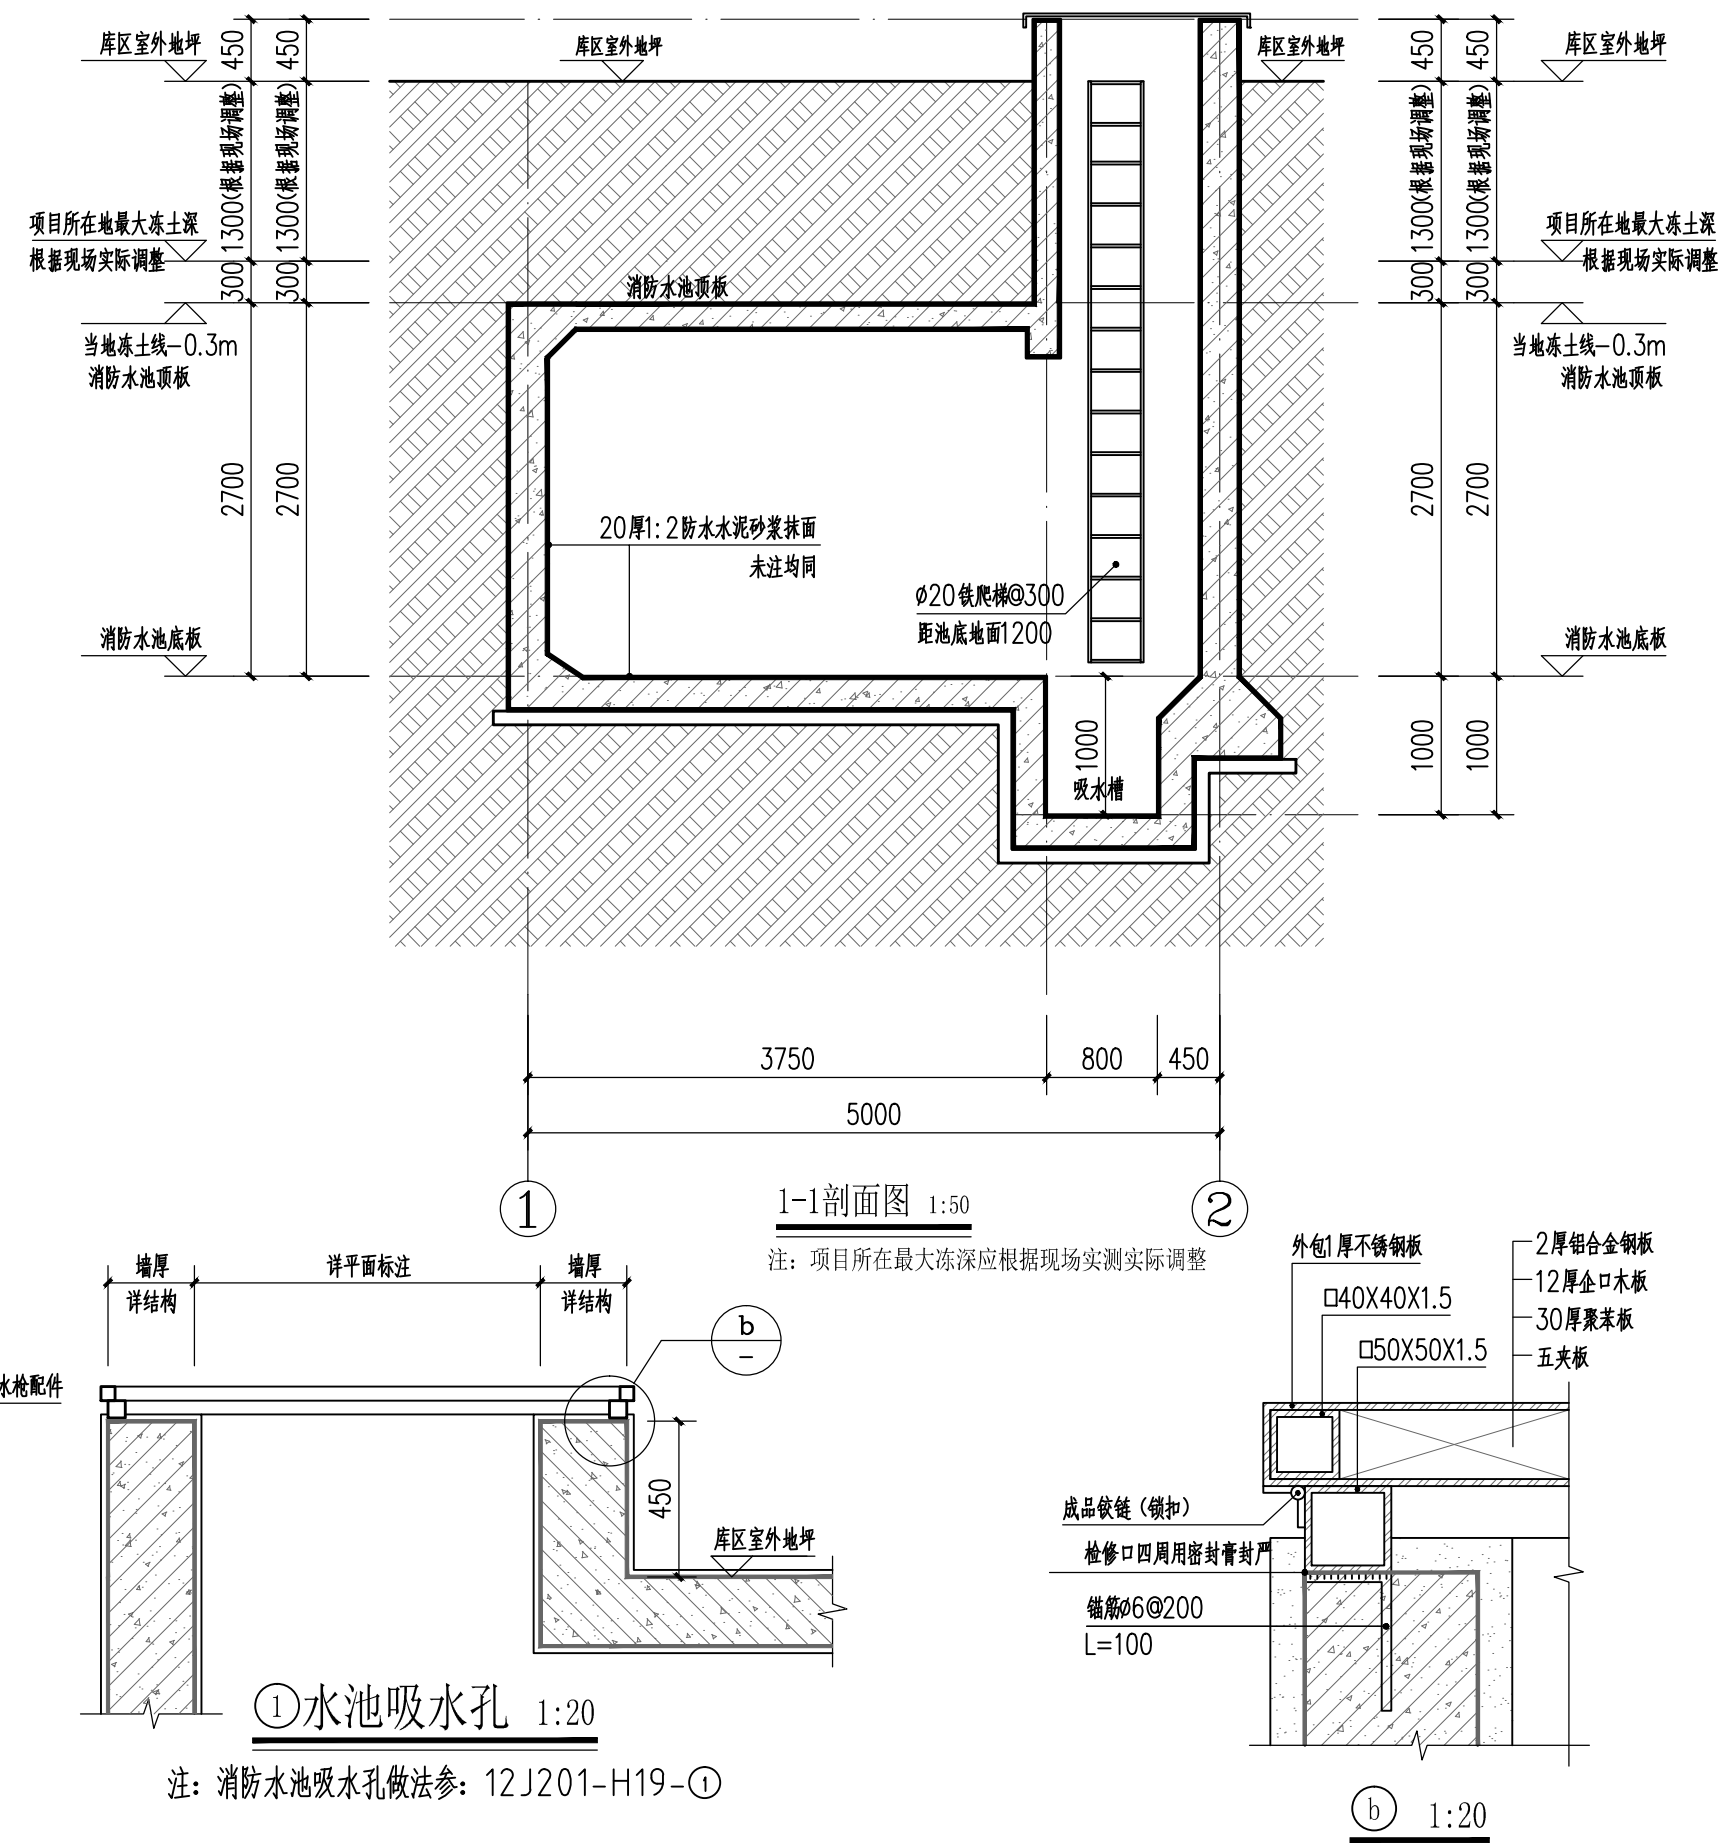 450
450
库区室外地坪
库区室外地坪
库区室外地坪
450
450
库区室外地坪
1300(根据现场调整)
1300(根据现场调整)
1300(根据现场调整)
1300(根据现场调整)
项目所在地最大冻土深
根据现场实际调整
项目所在地最大冻土深
根据现场实际调整
300
300
300
300
消防水池顶板
当地冻土线-0.3m
消防水池顶板
当地冻土线-0.3m
消防水池顶板
2700
2700
2700
2700
20厚1:2防水水泥砂浆抹面
未注均同
ø20铁爬梯@300
距池底地面1200
消防水池底板
消防水池底板
1000
吸水槽
1000
1000
3750
800
450
5000
1
2
1-1剖面图 1:50
注: 项目所在最大冻深应根据现场实测实际调整
墙厚
详结构
详平面标注
墙厚
详结构
b
-
水枪配件
450
库区室外地坪
1 水池吸水孔 1:20
注: 消防水池吸水孔做法参: 12J201-H19-①
外包1厚不锈钢板
□40X40X1.5
□50X50X1.5
2厚铝合金钢板
12厚企口木板
30厚聚苯板
五夹板
成品铰链(锁扣)
检修口四周用密封膏封严
锚筋ø6@200
L=100
b 1:20